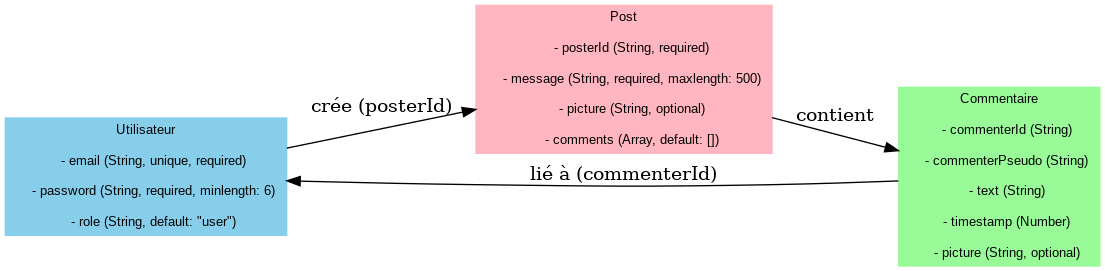 Utilisateur
- email (String, unique, required)
- password (String, required, minlength: 6)
- role (String, default: "user")
crée (posterId)
Post
- posterId (String, required)
- message (String, required, maxlength: 500)
- picture (String, optional)
- comments (Array, default: [])
contient
Commentaire
- commenterId (String)
- commenterPseudo (String)
- text (String)
- timestamp (Number)
- picture (String, optional)
lié à (commenterId)